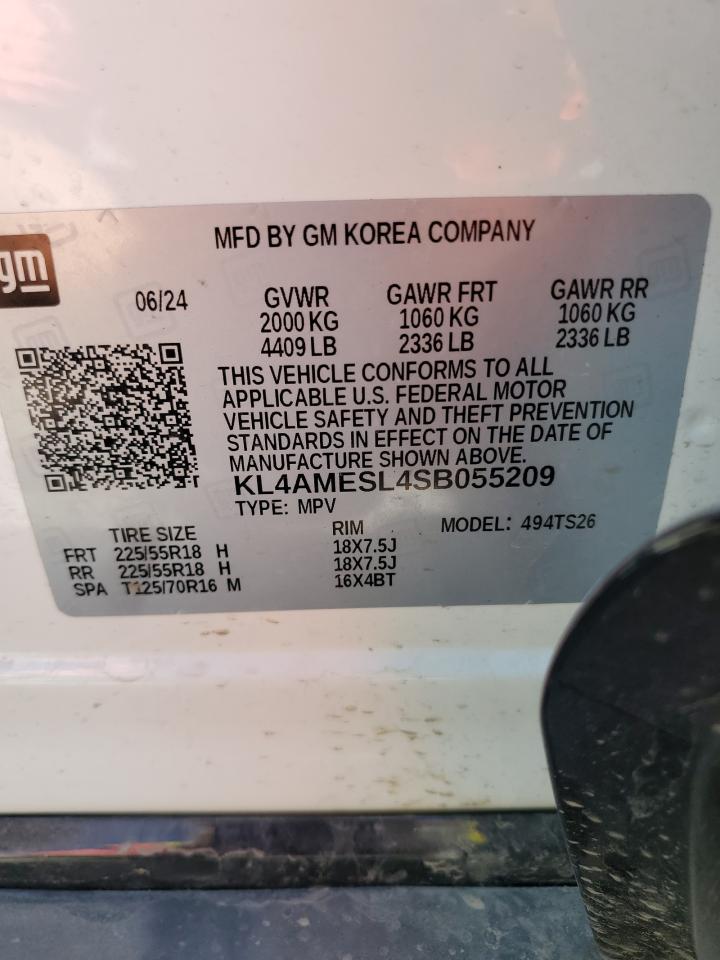 MFD BY GM KOREA COMPANY
gm
06/24 GVWR GAWR FRT GAWR RR
2000 KG 1060 KG 1060 KG
4409 LB 2336 LB 2336 LB
THIS VEHICLE CONFORMS TO ALL
APPLICABLE U.S. FEDERAL MOTOR
VEHICLE SAFETY AND THEFT PREVENTION
STANDARDS IN EFFECT ON THE DATE OF
MANUFACTURE SHOWN ABOVE.
KL4AMESL4SB055209
TYPE: MPV
TIRE SIZE RIM MODEL: 494TS26
FRT 225/55R18 H 18X7.5J
RR 225/55R18 H 18X7.5J
SPA T125/70R16 M 16X4BT